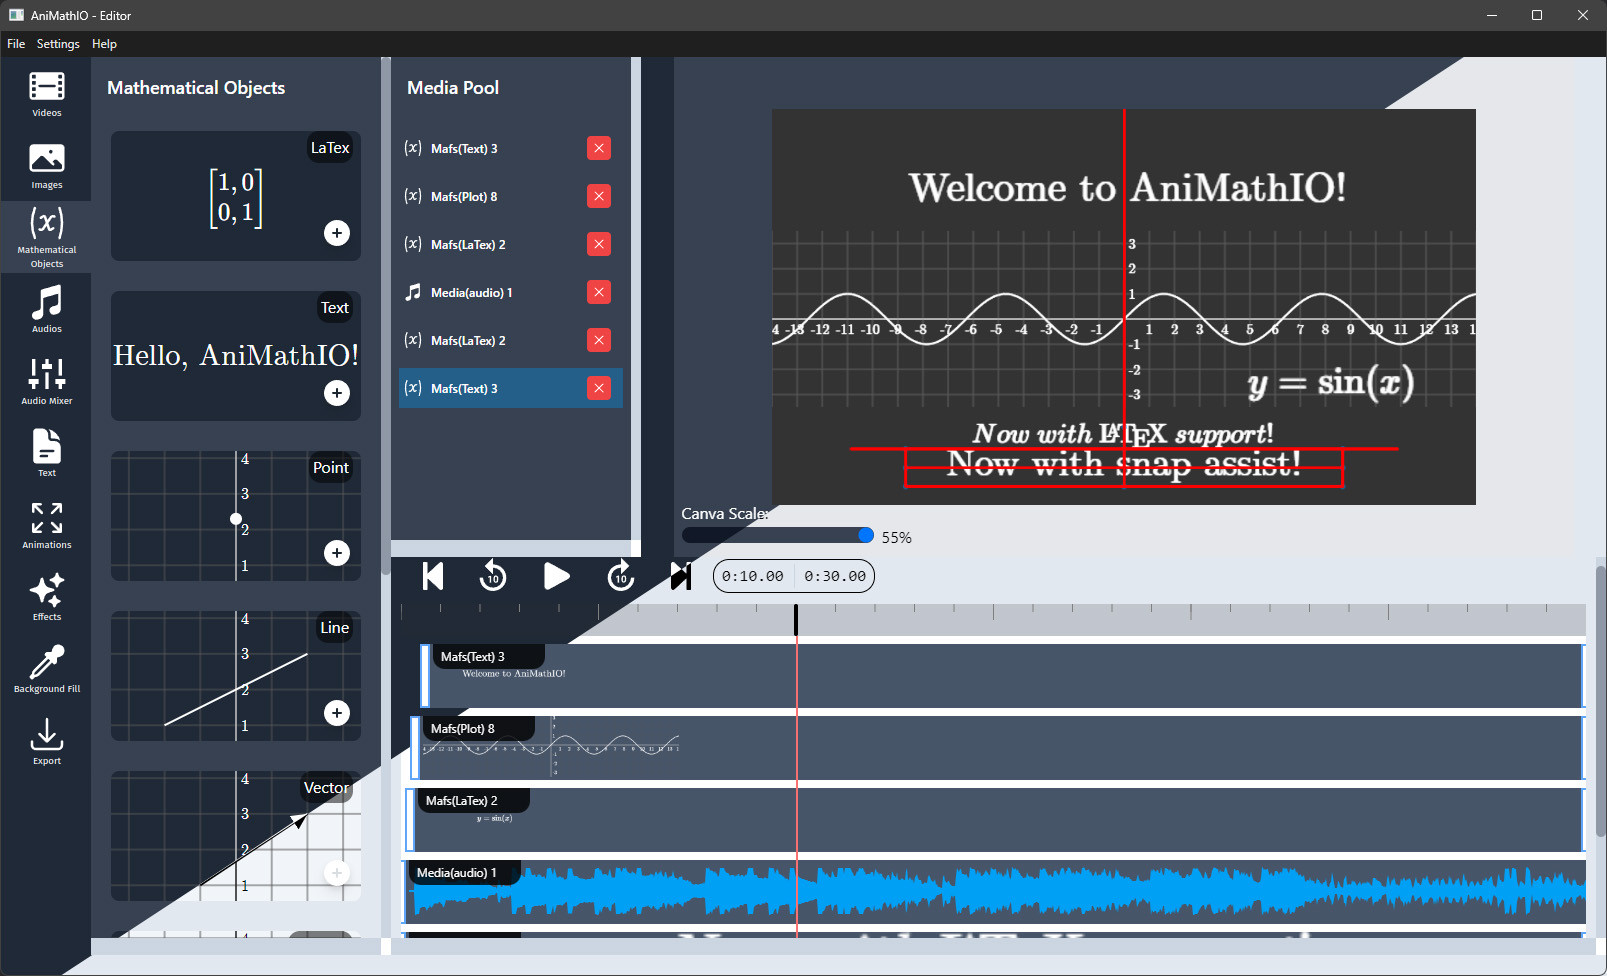 AniMathIO - Editor
File Settings Help
Videos
Images
Mathematical
Objects
Audios
Audio Mixer
Text
Animations
Effects
Background Fill
Export
Mathematical Objects
LaTex
[1, 0
0, 1]
Text
Hello, AniMathIO!
Point
4
3
2
1
Line
4
3
2
1
Vector
4
3
2
1
Media Pool
(x) Mafs(Text) 3
(x) Mafs(Plot) 8
(x) Mafs(LaTex) 2
Media(audio) 1
(x) Mafs(LaTex) 2
(x) Mafs(Text) 3
Welcome to AniMathIO!
3
2
1
4 -13 -12 -11 -10 -9 -8 -7 -6 -5 -4 -3 -2 -1 1 2 3 4 5 6 7 8 9 10 11 12 13 1
-1
-2
-3
y = sin(x)
Now with LATEX support!
Now with snap assist!
Canva Scale:
55%
10 10 0:10.00 0:30.00
Mafs(Text) 3
Welcome to AniMathIO!
Mafs(Plot) 8
Mafs(LaTex) 2
y = sin(x)
Media(audio) 1